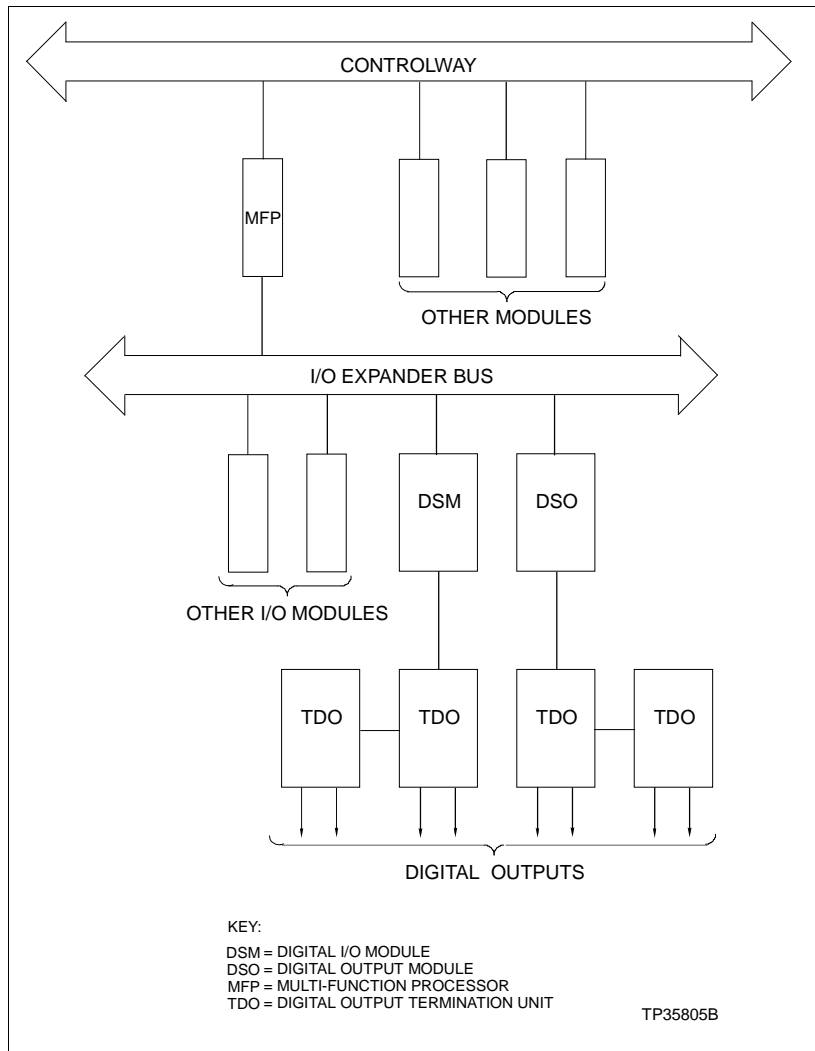 CONTROLWAY
MFP
OTHER MODULES
I/O EXPANDER BUS
DSM
DSO
OTHER I/O MODULES
TDO
TDO
TDO
TDO
DIGITAL OUTPUTS
KEY:
DSM = DIGITAL I/O MODULE
DSO = DIGITAL OUTPUT MODULE
MFP = MULTI-FUNCTION PROCESSOR
TDO = DIGITAL OUTPUT TERMINATION UNIT
TP35805B